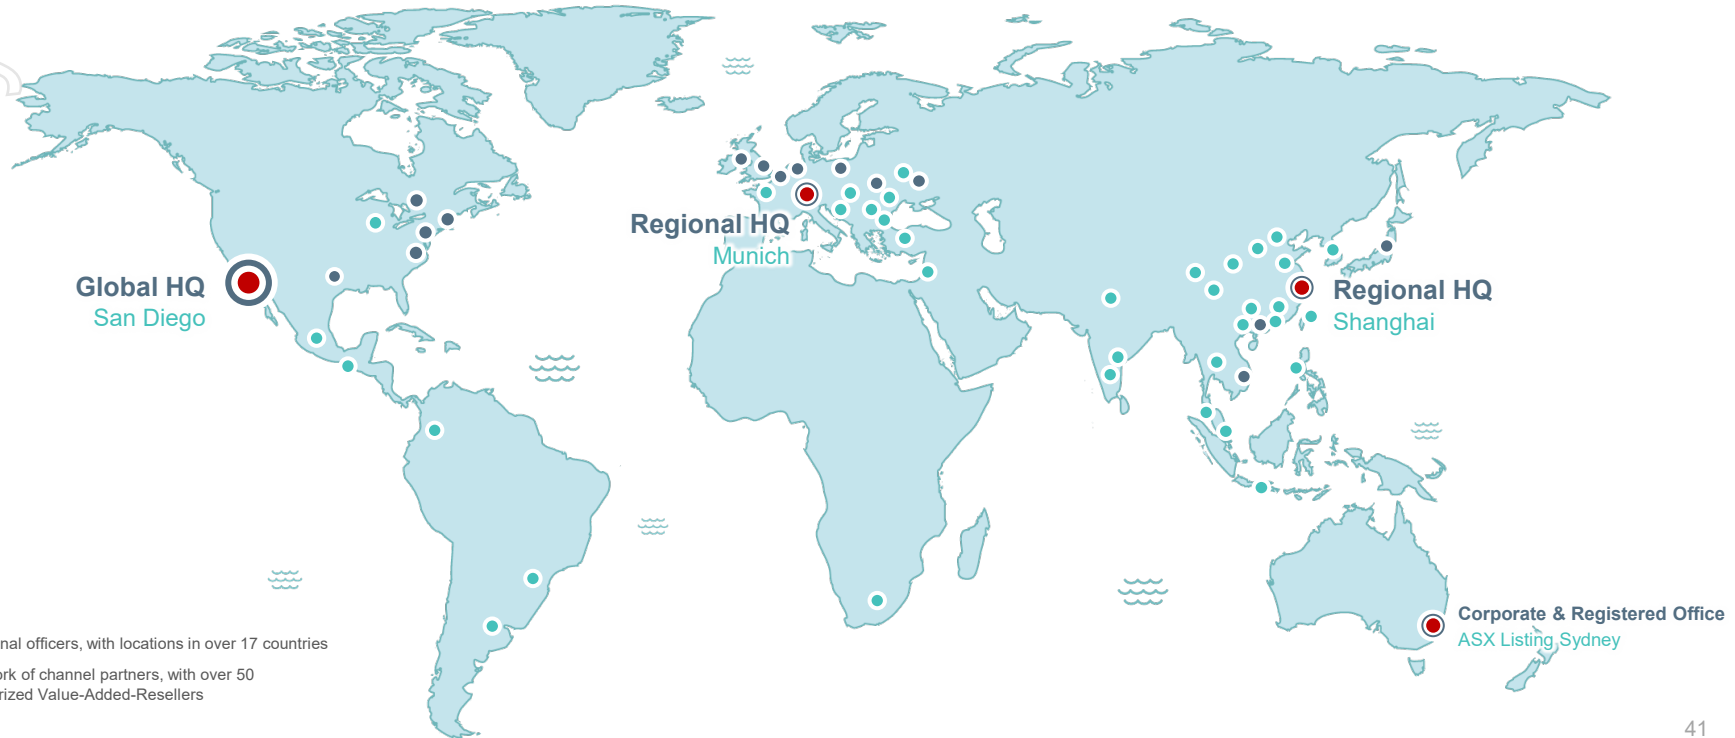 Global HQ
San Diego
Regional HQ
Munich
Regional HQ
Shanghai
Corporate & Registered Office
ASX Listing Sydney
nal officers, with locations in over 17 countries
rk of channel partners, with over 50
rized Value-Added-Resellers
41